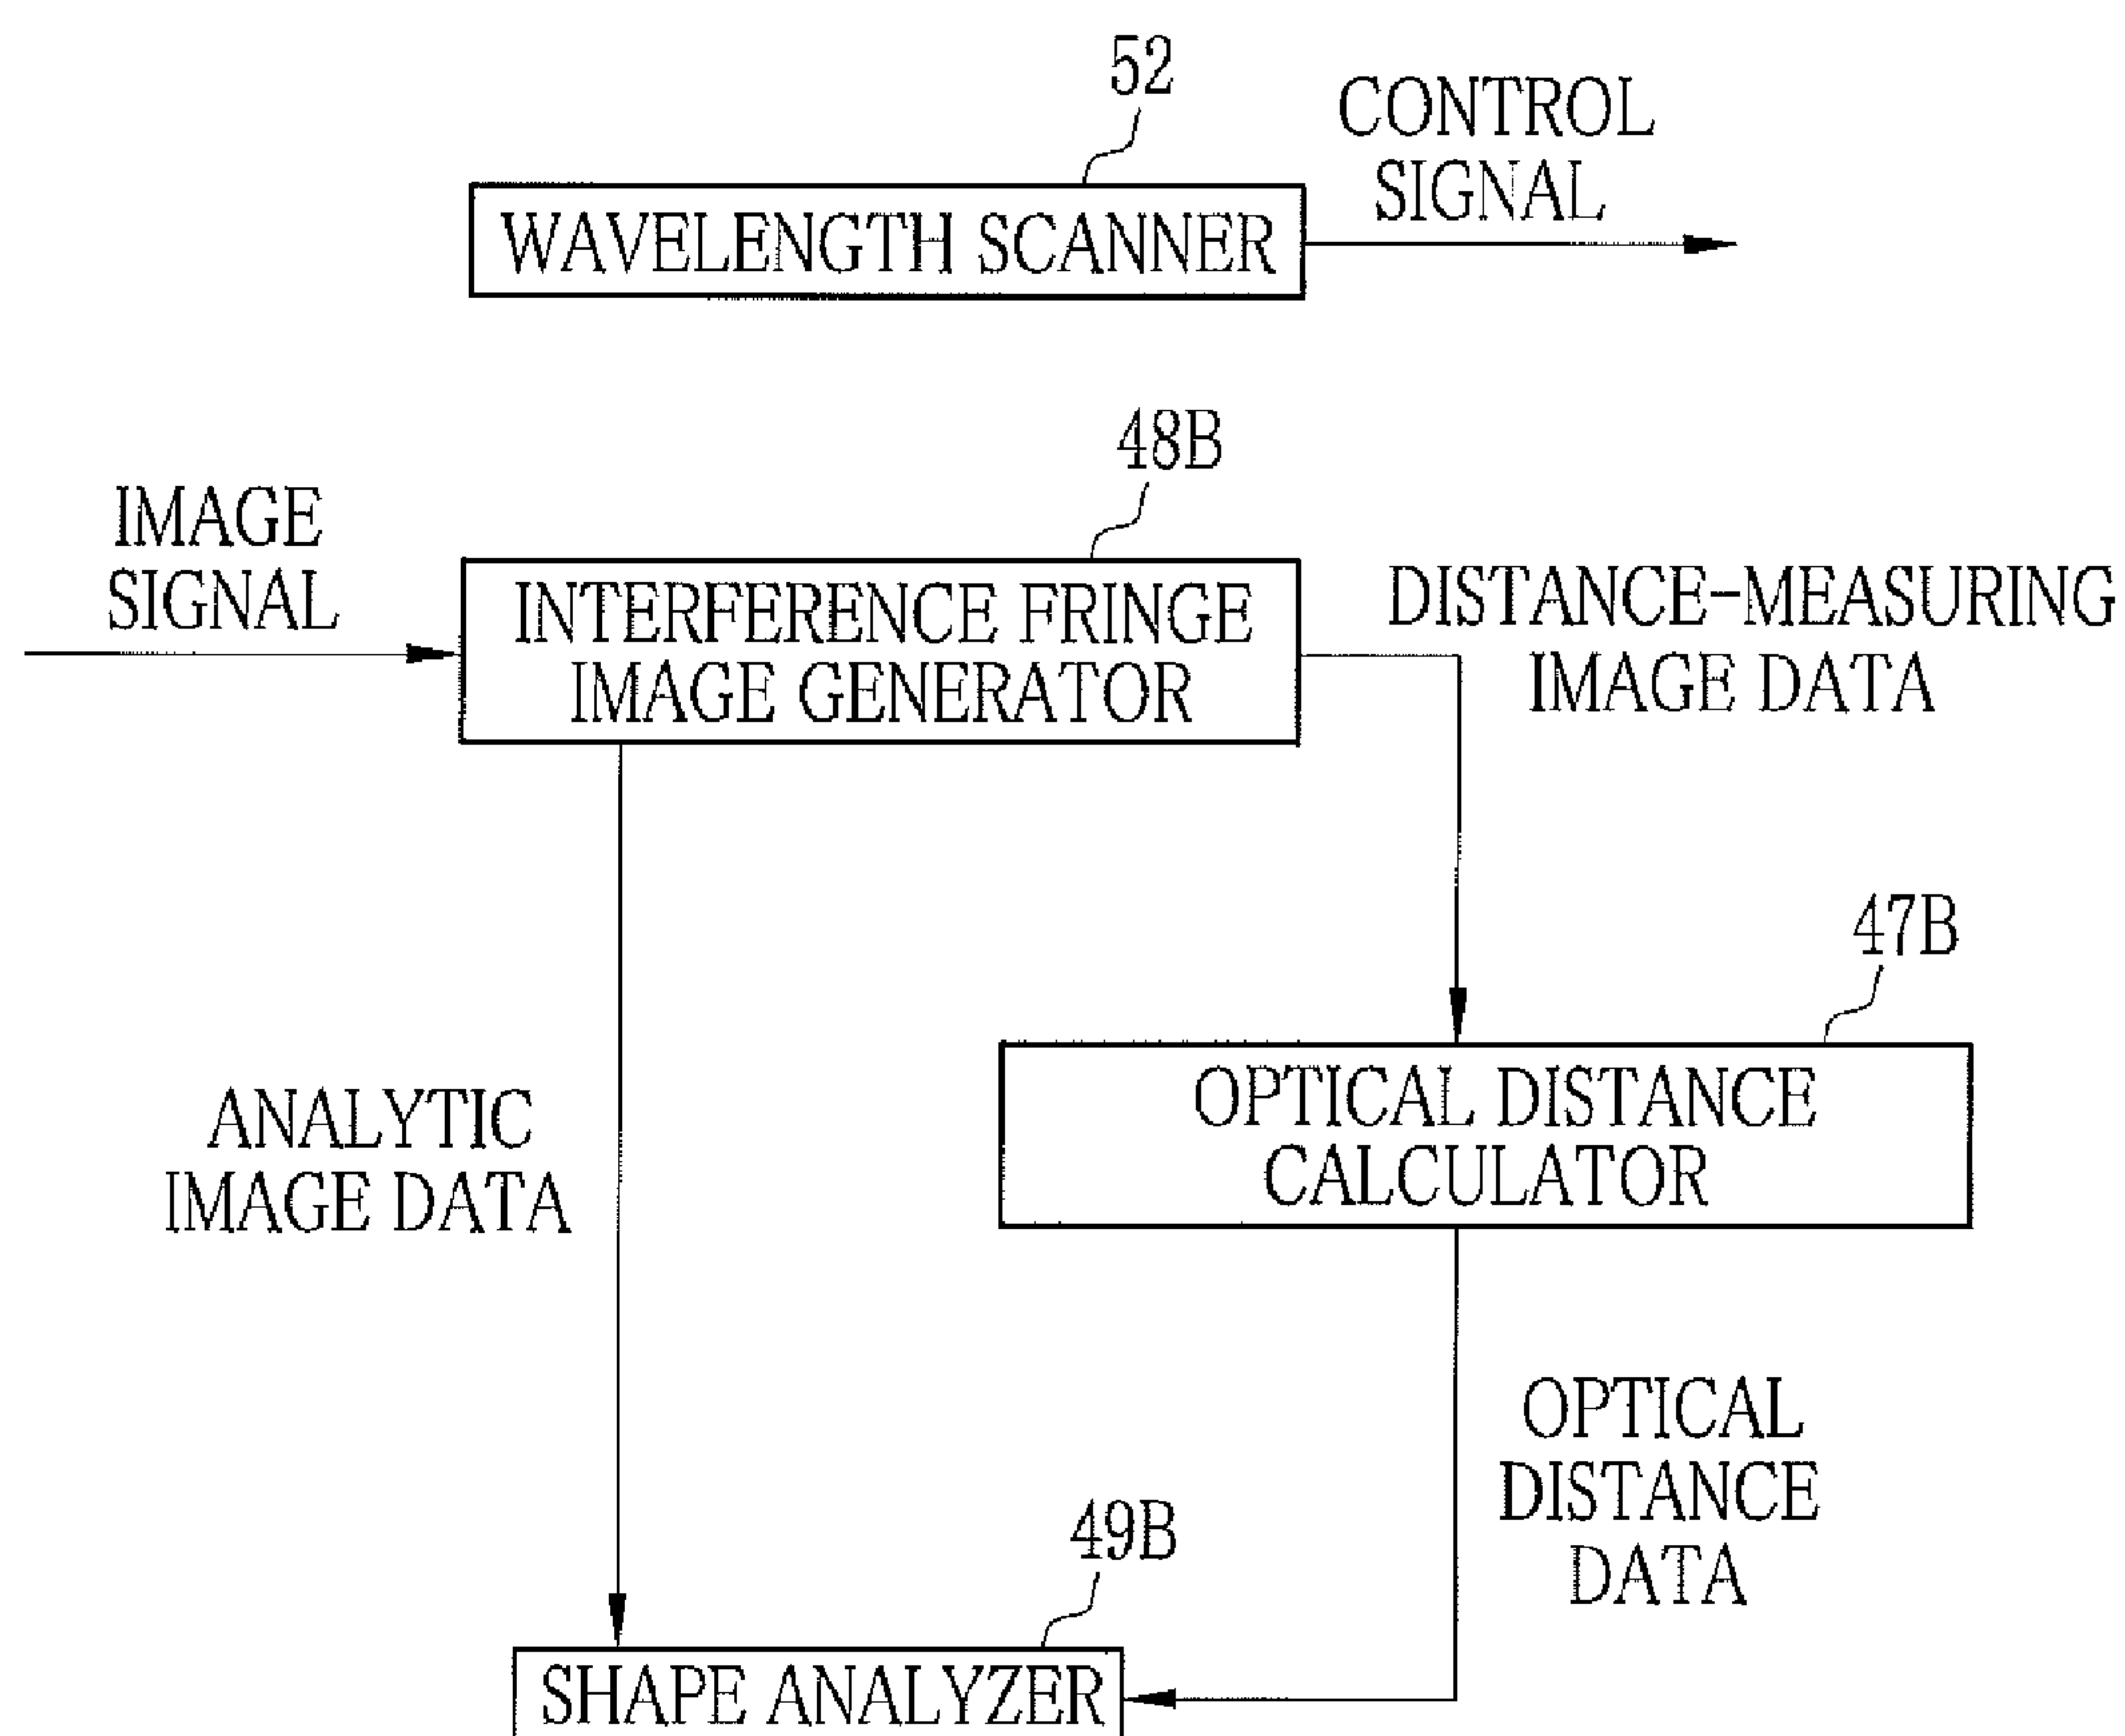 52
CONTROL
SIGNAL
WAVELENGTH SCANNER
48B
IMAGE
SIGNAL
INTERFERENCE FRINGE
IMAGE GENERATOR
DISTANCE-MEASURING
IMAGE DATA
47B
OPTICAL DISTANCE
CALCULATOR
ANALYTIC
IMAGE DATA
OPTICAL
DISTANCE
DATA
49B
SHAPE ANALYZER